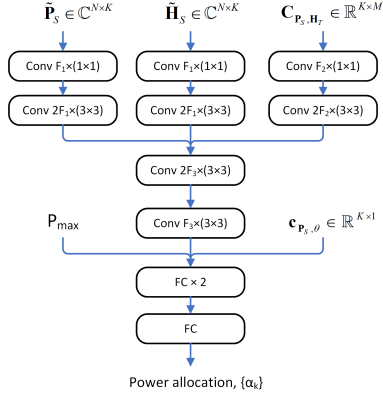 P̃_S ∈ ℂ^{N×K} H̃_S ∈ ℂ^{N×K} C_{P_S,H_T} ∈ ℝ^{K×M}
Conv F₁×(1×1) Conv F₁×(1×1) Conv F₂×(1×1)
Conv 2F₁×(3×3) Conv 2F₁×(3×3) Conv 2F₂×(3×3)
Conv 2F₃×(3×3)
P_max Conv F₃×(3×3) c_{P_S,θ} ∈ ℝ^{K×1}
FC × 2
FC
Power allocation, {α_k}